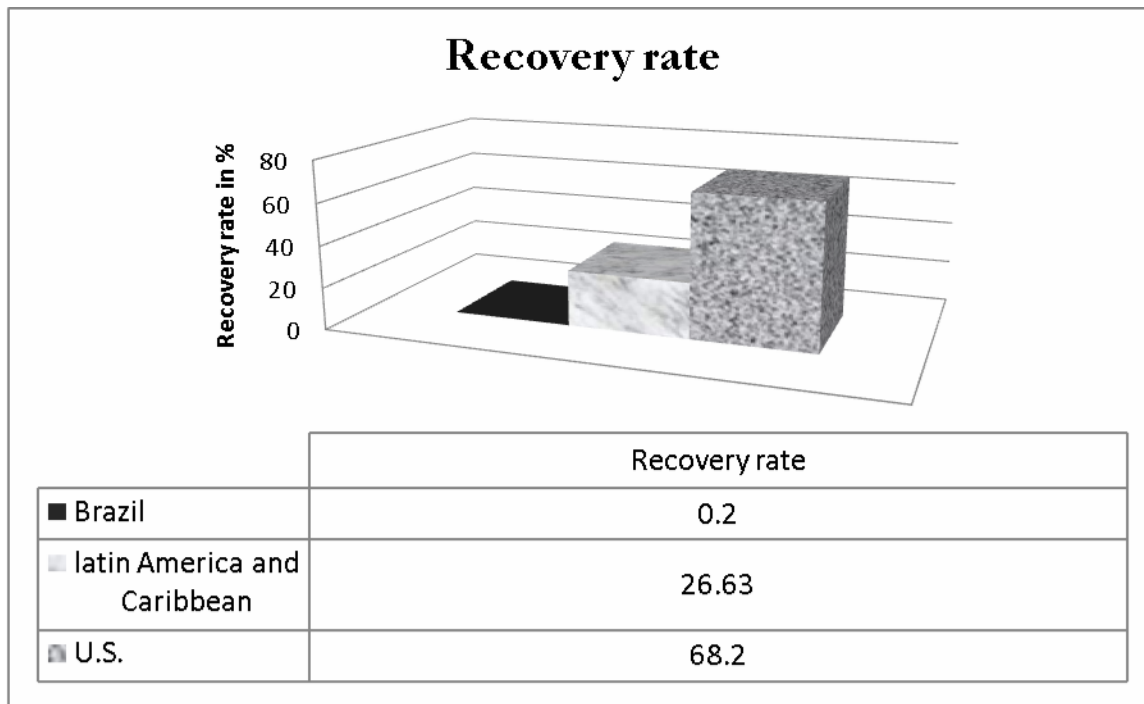 Recovery rate
Recovery rate in %
80
60
40
20
0
Recovery rate
Brazil
0.2
latin America and
Caribbean
26.63
U.S.
68.2